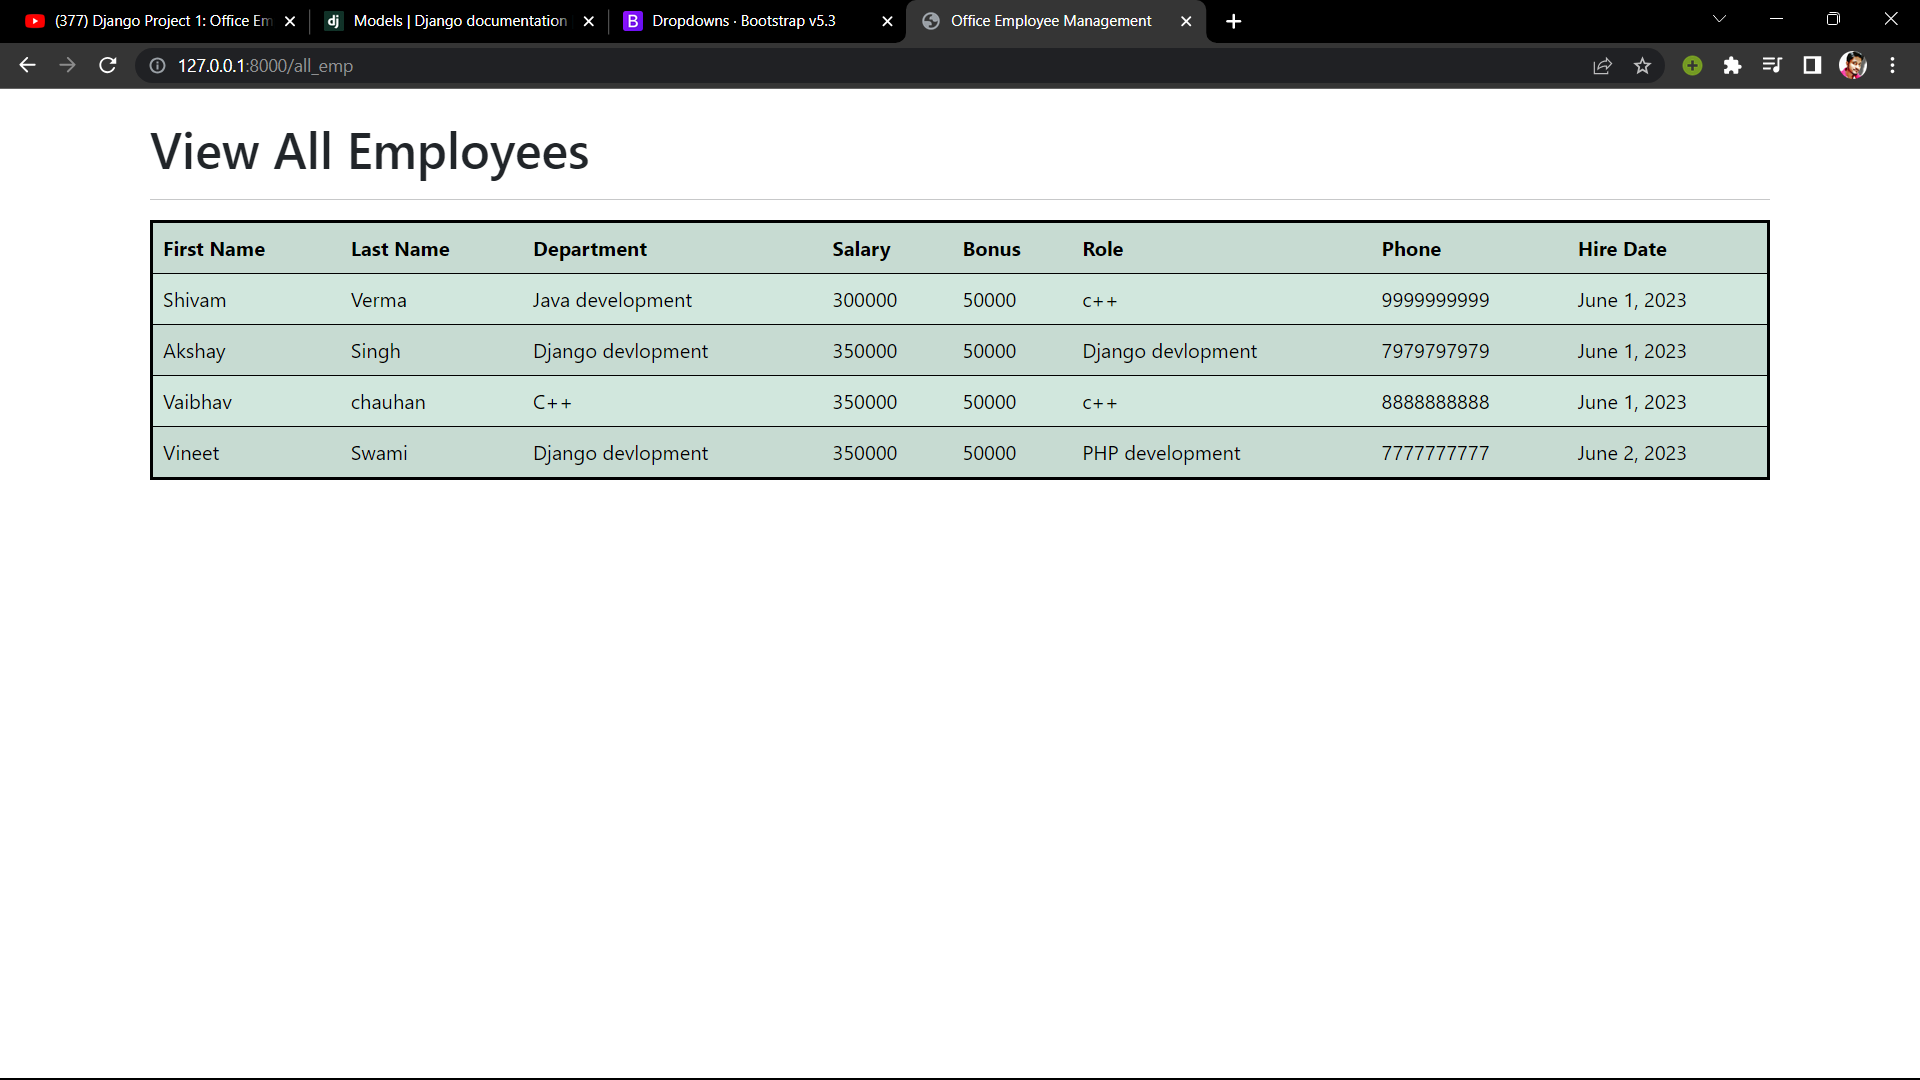 (377) Django Project 1: Office Em Models | Django documentation Dropdowns · Bootstrap v5.3 Office Employee Management
127.0.0.1:8000/all_emp
View All Employees
First Name Last Name Department Salary Bonus Role Phone Hire Date
Shivam Verma Java development 300000 50000 c++ 9999999999 June 1, 2023
Akshay Singh Django devlopment 350000 50000 Django devlopment 7979797979 June 1, 2023
Vaibhav chauhan C++ 350000 50000 c++ 8888888888 June 1, 2023
Vineet Swami Django devlopment 350000 50000 PHP development 7777777777 June 2, 2023